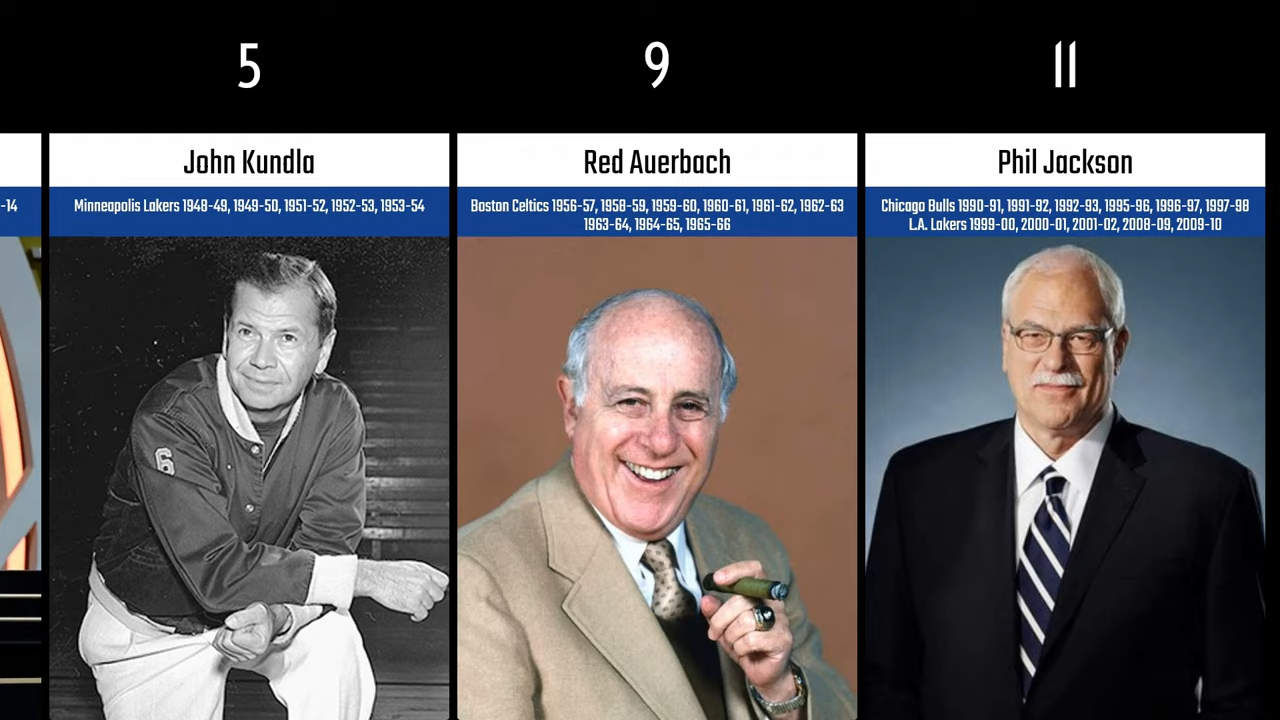 5
9
11
John Kundla
Red Auerbach
Phil Jackson
-14
Minneapolis Lakers 1948-49, 1949-50, 1951-52, 1952-53, 1953-54
Boston Celtics 1956-57, 1958-59, 1959-60, 1960-61, 1961-62, 1962-63
1963-64, 1964-65, 1965-66
Chicago Bulls 1990-91, 1991-92, 1992-93, 1995-96, 1996-97, 1997-98
L.A. Lakers 1999-00, 2000-01, 2001-02, 2008-09, 2009-10
6